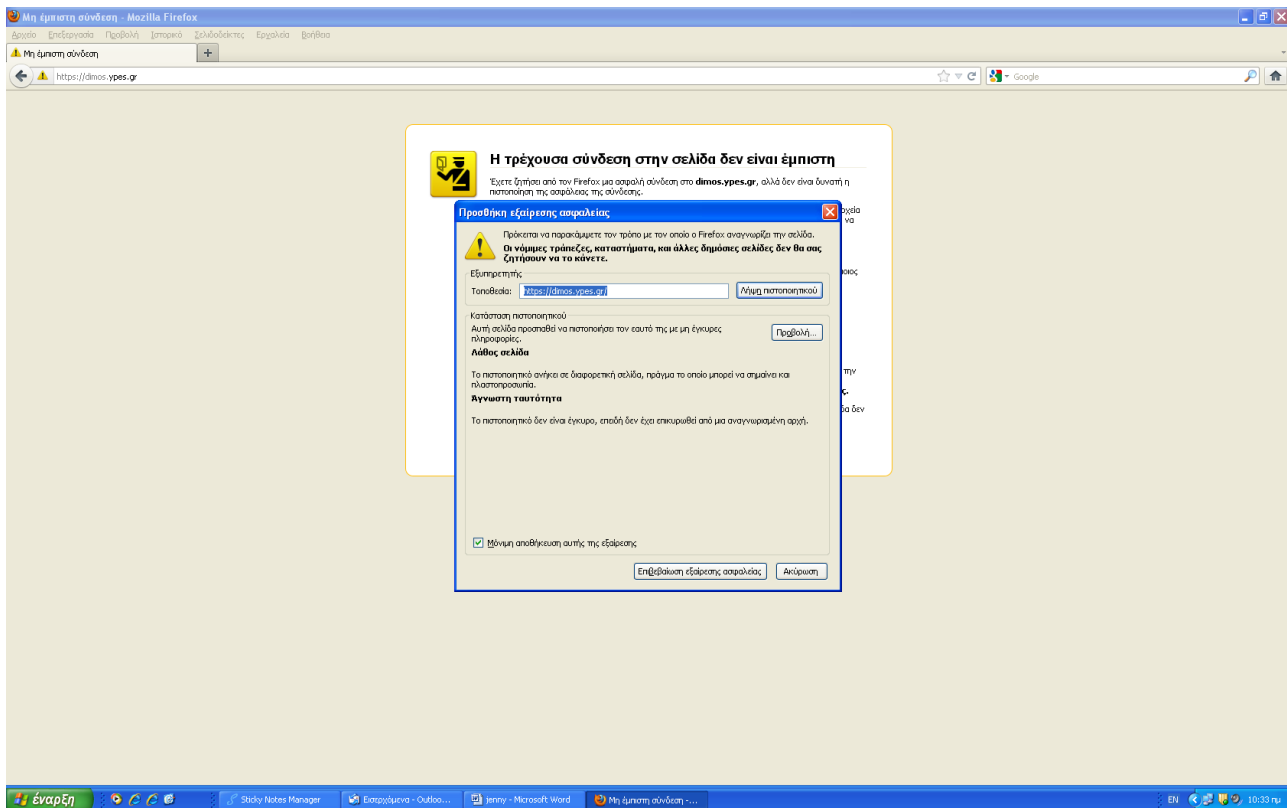 Μη έμπιστη σύνδεση - Mozilla Firefox
Αρχείο Επεξεργασία Προβολή Ιστορικό Σελιδοδείκτες Εργαλεία Βοήθεια
Μη έμπιστη σύνδεση
https://dimos.ypes.gr
Google
Η τρέχουσα σύνδεση στην σελίδα δεν είναι έμπιστη
Έχετε ζητήσει από τον Firefox μια ασφαλή σύνδεση στο dimos.ypes.gr, αλλά δεν είναι δυνατή η
πιστοποίηση της ασφάλειας της σύνδεσης.
Προσθήκη εξαίρεσης ασφαλείας
να
Πρόκειται να παρακάμψετε τον τρόπο με τον οποίο ο Firefox αναγνωρίζει την σελίδα.
Οι νόμιμες τράπεζες, καταστήματα, και άλλες δημόσιες σελίδες δεν θα σας
ζητήσουν να το κάνετε.
Εξυπηρετητής
Τοποθεσία: https://dimos.ypes.gr/ Λήψη πιστοποιητικού
Κατάσταση πιστοποιητικού
Αυτή σελίδα προσπαθεί να πιστοποιήσει τον εαυτό της με μη έγκυρες
πληροφορίες.
Προβολή...
Λάθος σελίδα
την
Το πιστοποιητικό ανήκει σε διαφορετική σελίδα, πράγμα το οποίο μπορεί να σημαίνει και
πλαστοπροσωπία.
Άγνωστη ταυτότητα
δεν
Το πιστοποιητικό δεν είναι έγκυρο, επειδή δεν έχει επικυρωθεί από μια αναγνωρισμένη αρχή.
Μόνιμη αποθήκευση αυτής της εξαίρεσης
Επιβεβαίωση εξαίρεσης ασφαλείας Ακύρωση
έναρξη Sticky Notes Manager Εισερχόμενα - Outloo... jenny - Microsoft Word Μη έμπιστη σύνδεση -... EN 10:33 πμ